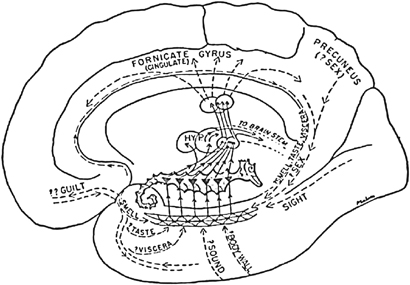 FORNICATE GYRUS
(CINGULATE)
PRECUNEUS
(? SEX)
TO BRAIN STEM
HYP
SMELL TASTE VISCERA
? SEX
SIGHT
?? GUILT
SMELL
? TASTE
? VISCERA
? SOUND
BODY WALL